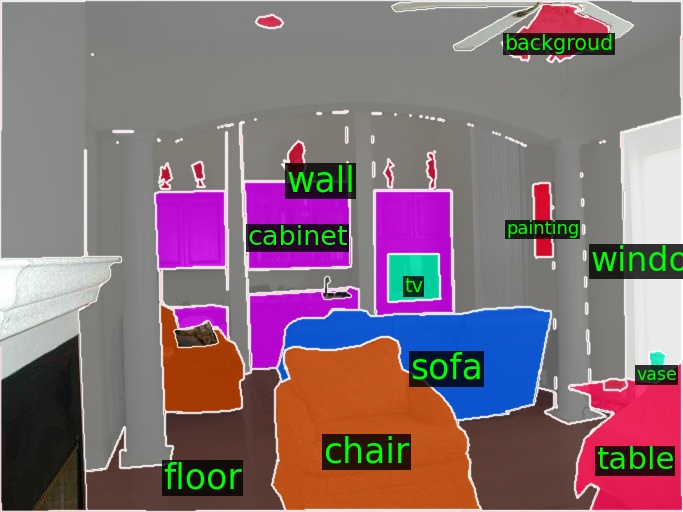 backgroud
wall
cabinet
painting
windo
tv
sofa
vase
chair
table
floor